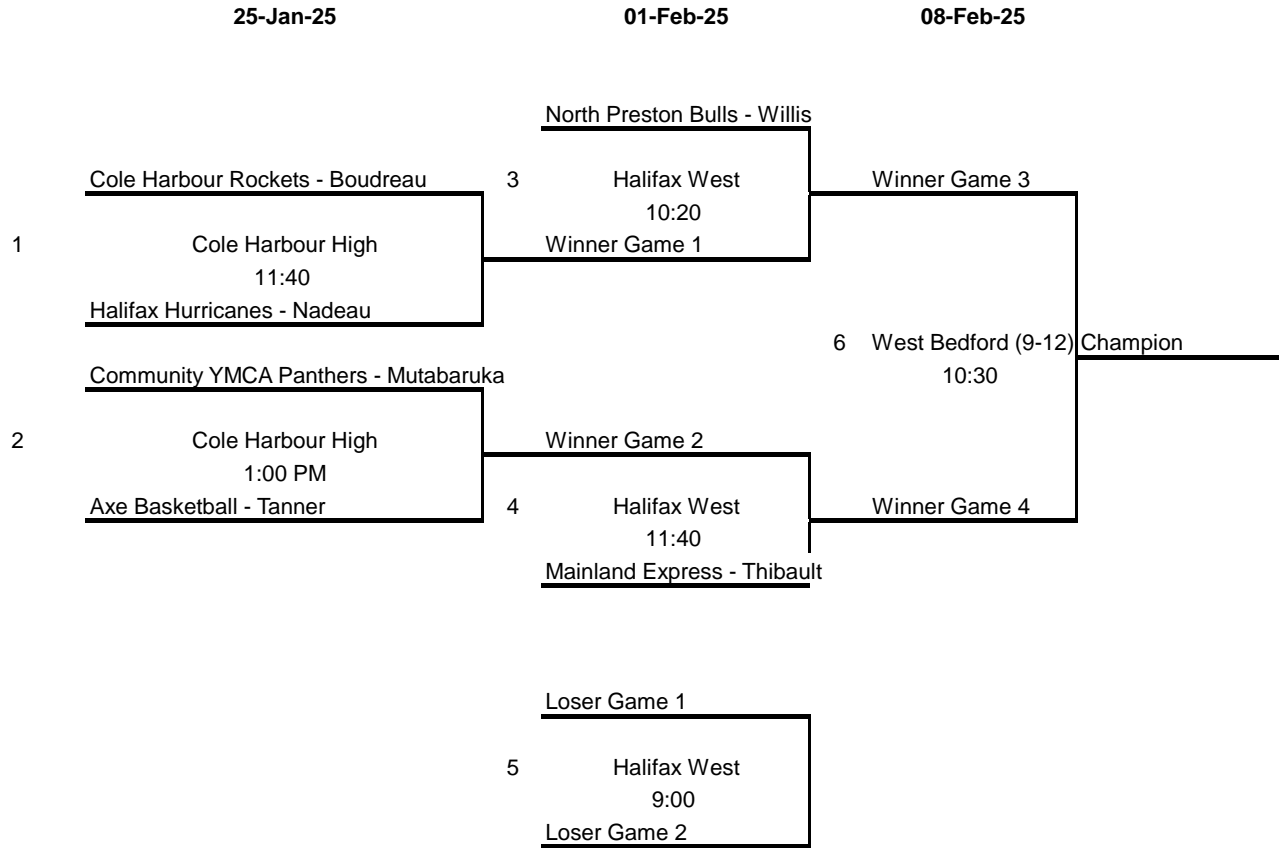 25-Jan-25 01-Feb-25 08-Feb-25
North Preston Bulls - Willis
Cole Harbour Rockets - Boudreau 3 Halifax West Winner Game 3
10:20
1 Cole Harbour High Winner Game 1
11:40
Halifax Hurricanes - Nadeau
6 West Bedford (9-12) Champion
Community YMCA Panthers - Mutabaruka 10:30
2 Cole Harbour High Winner Game 2
1:00 PM
Axe Basketball - Tanner 4 Halifax West Winner Game 4
11:40
Mainland Express - Thibault
Loser Game 1
5 Halifax West
9:00
Loser Game 2